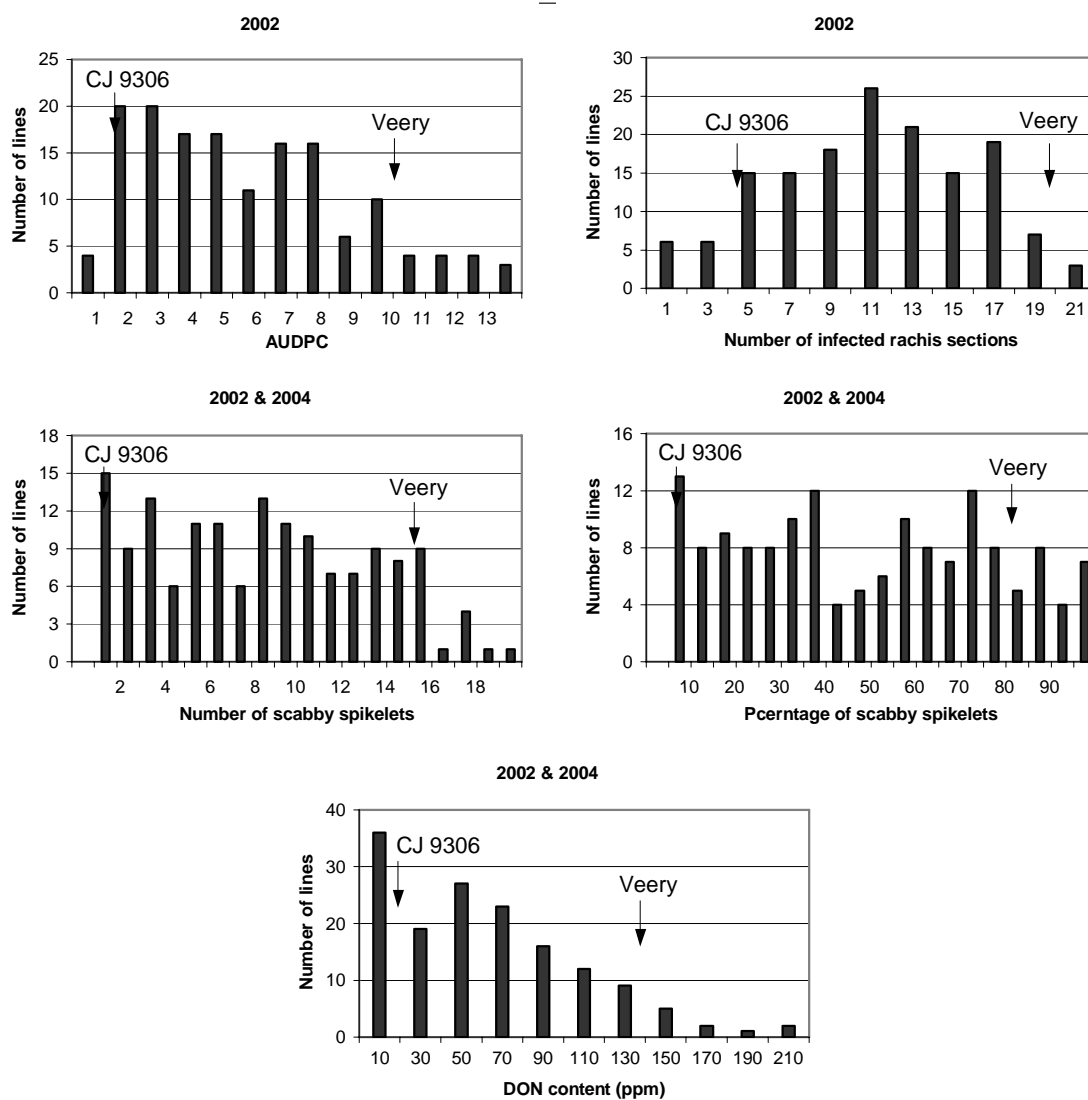 2002
25
20
15
10
5
0
Number of lines
CJ 9306
Veery
1 2 3 4 5 6 7 8 9 10 11 12 13
AUDPC
2002
30
25
20
15
10
5
0
Number of lines
CJ 9306
Veery
1 3 5 7 9 11 13 15 17 19 21
Number of infected rachis sections
2002 & 2004
18
15
12
9
6
3
0
Number of lines
CJ 9306
Veery
2 4 6 8 10 12 14 16 18
Number of scabby spikelets
2002 & 2004
16
12
8
4
0
Number of lines
CJ 9306
Veery
10 20 30 40 50 60 70 80 90
Pcerntage of scabby spikelets
2002 & 2004
40
30
20
10
0
Number of lines
CJ 9306
Veery
10 30 50 70 90 110 130 150 170 190 210
DON content (ppm)